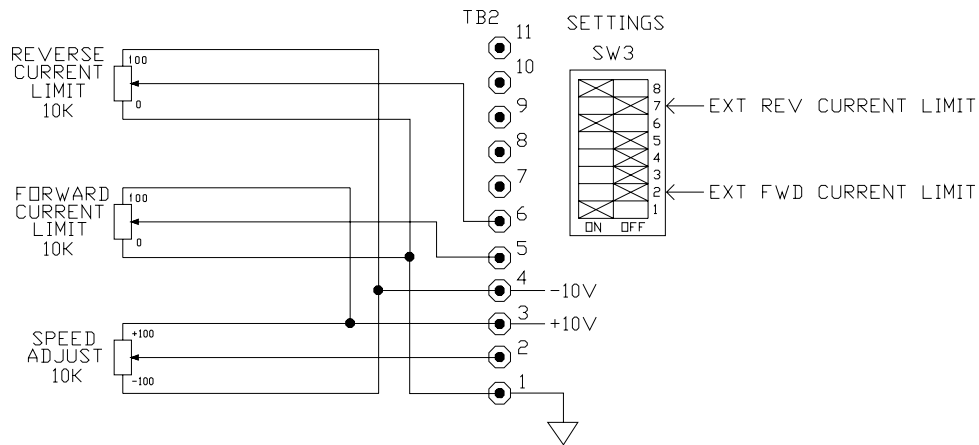 REVERSE
CURRENT
LIMIT
10K
100
0
FORWARD
CURRENT
LIMIT
10K
100
0
SPEED
ADJUST
10K
+100
-100
TB2
11
10
9
8
7
6
5
4
-10V
3
+10V
2
1
SETTINGS
SW3
8
7
EXT REV CURRENT LIMIT
6
5
4
3
2
EXT FWD CURRENT LIMIT
1
ON OFF